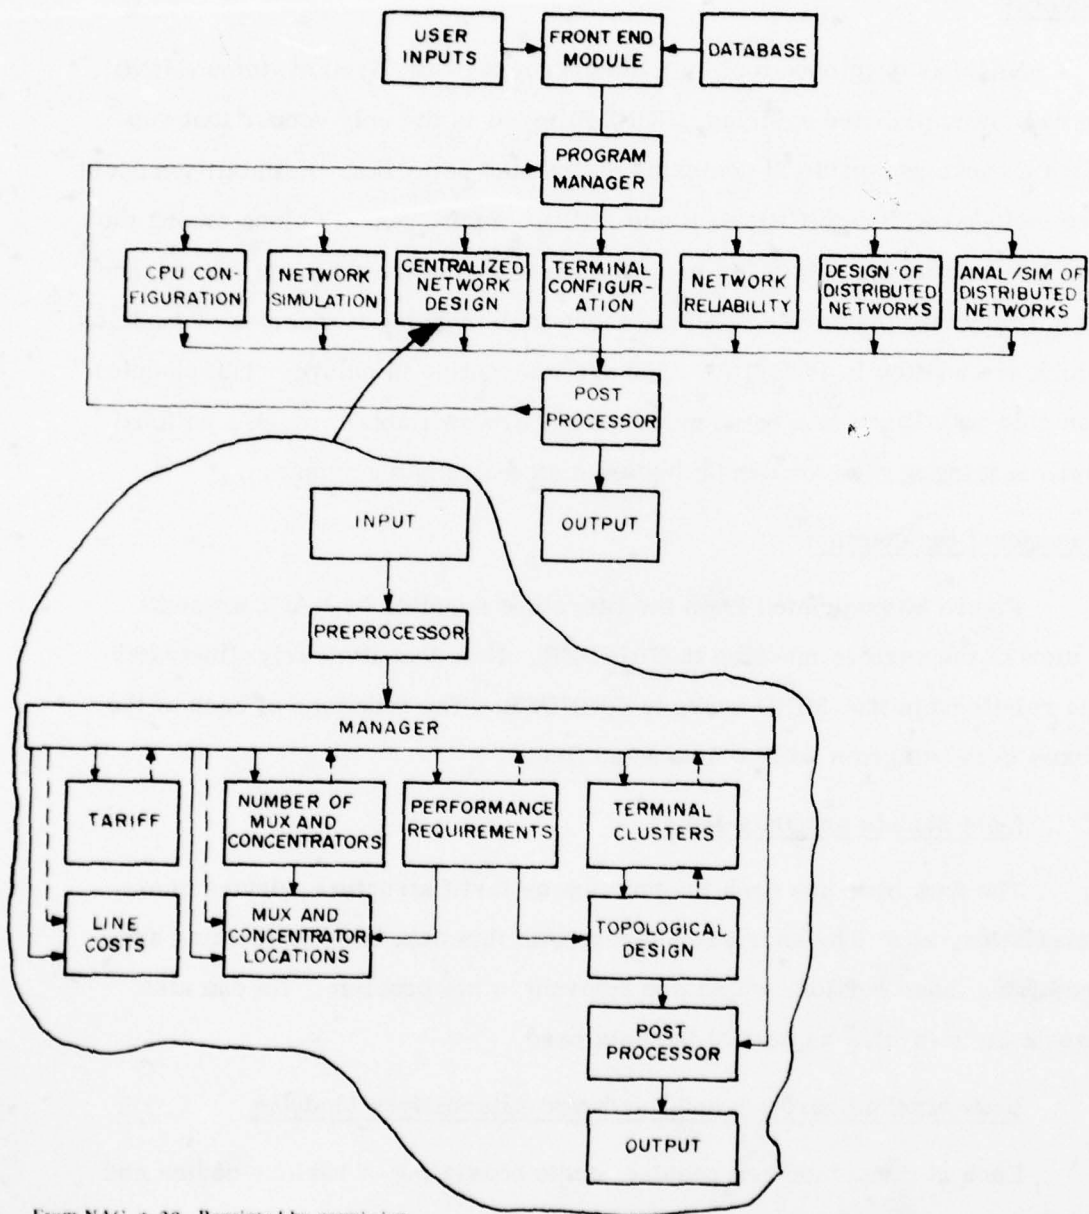 USER
INPUTS
FRONT END
MODULE
DATABASE
PROGRAM
MANAGER
CPU CON-
FIGURATION
NETWORK
SIMULATION
CENTRALIZED
NETWORK
DESIGN
TERMINAL
CONFIGUR-
ATION
NETWORK
RELIABILITY
DESIGN OF
DISTRIBUTED
NETWORKS
ANAL/SIM OF
DISTRIBUTED
NETWORKS
POST
PROCESSOR
OUTPUT
INPUT
PREPROCESSOR
MANAGER
TARIFF
NUMBER OF
MUX AND
CONCENTRATORS
PERFORMANCE
REQUIREMENTS
TERMINAL
CLUSTERS
LINE
COSTS
MUX AND
CONCENTRATOR
LOCATIONS
TOPOLOGICAL
DESIGN
POST
PROCESSOR
OUTPUT